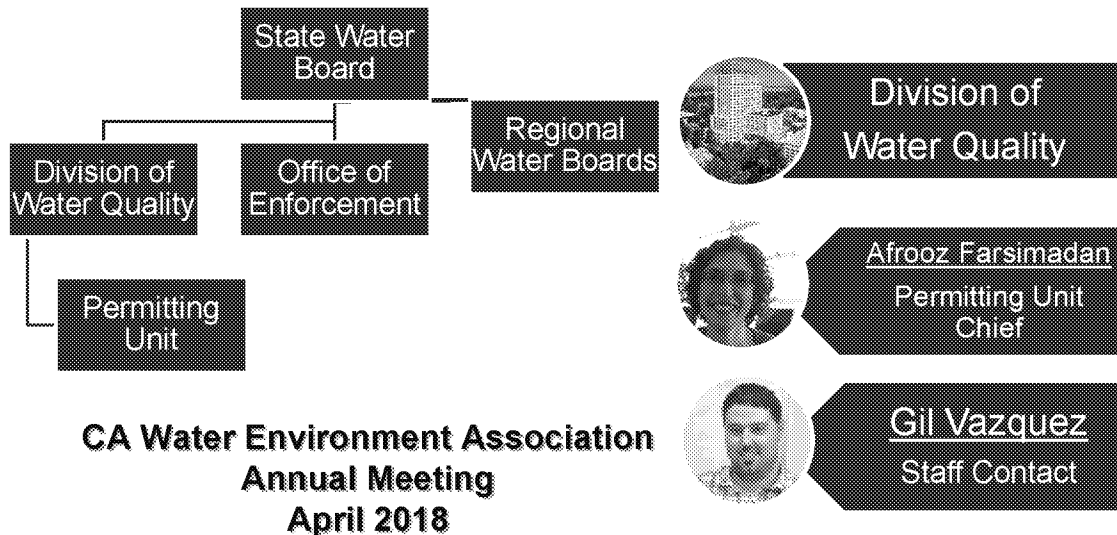 State Water
Board
Regional
Water Boards
Division of
Water Quality
Office of
Enforcement
Permitting
Unit
CA Water Environment Association
Annual Meeting
April 2018
Division of
Water Quality
Afrooz Farsimadan
Permitting Unit
Chief
Gil Vazquez
Staff Contact